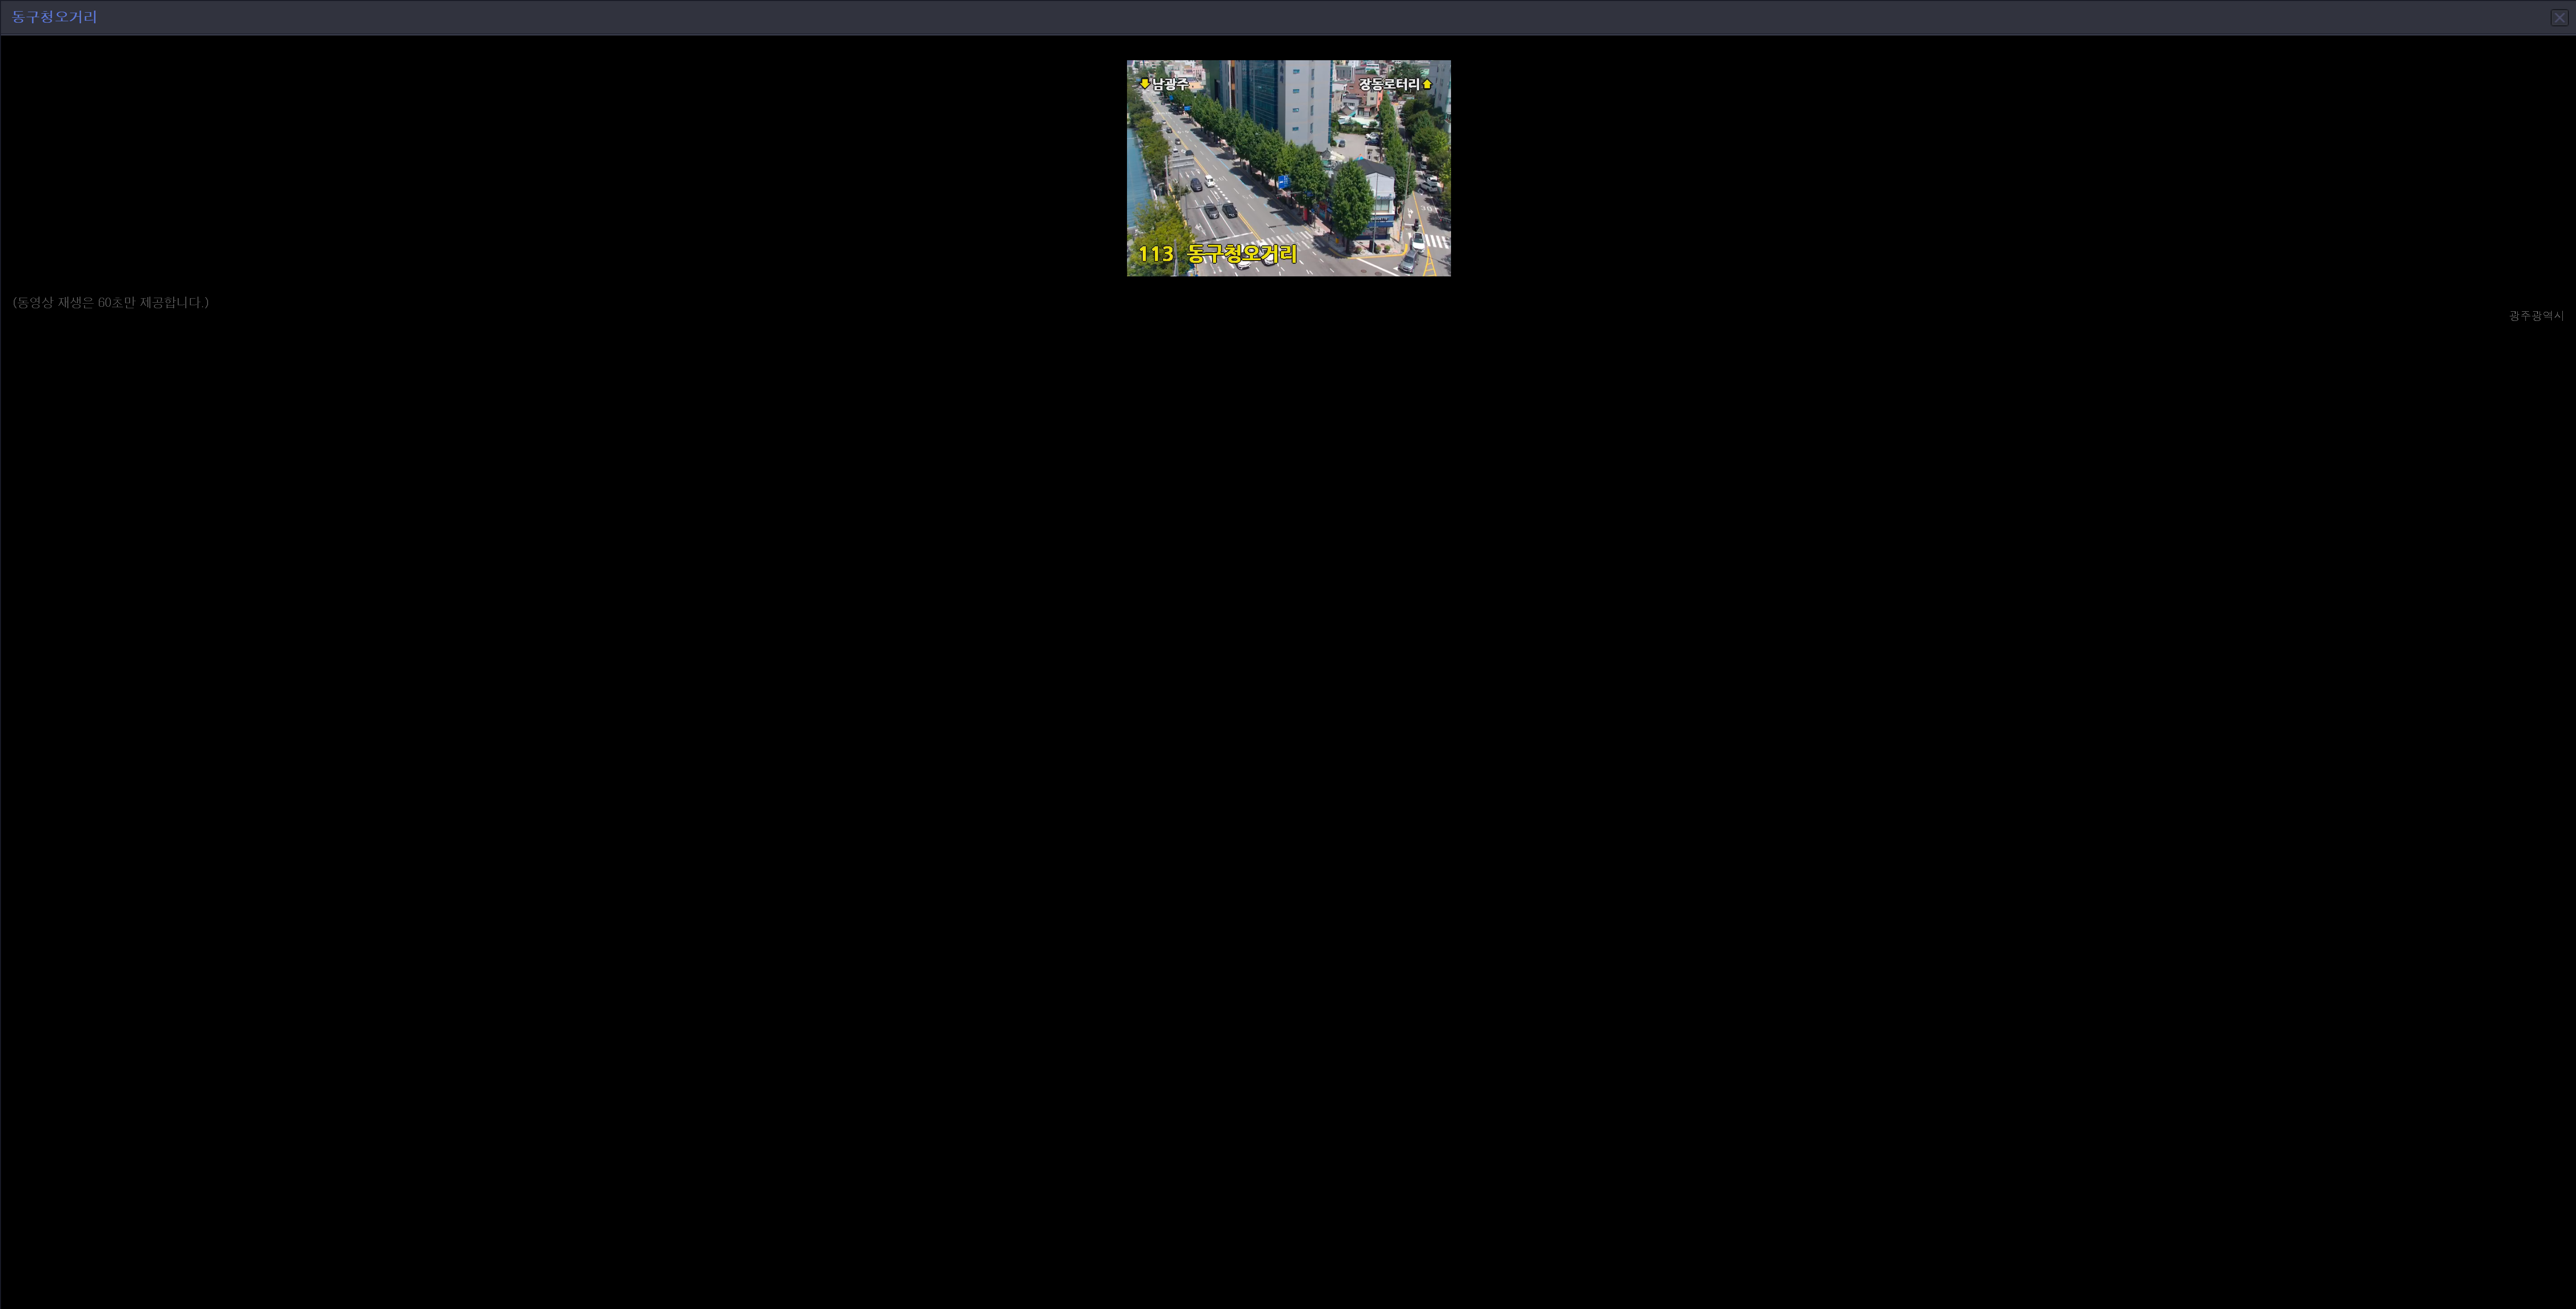 동구청오거리
남광주
장동로터리
113 동구청오거리
(동영상 재생은 60초만 제공합니다.)
광주광역시